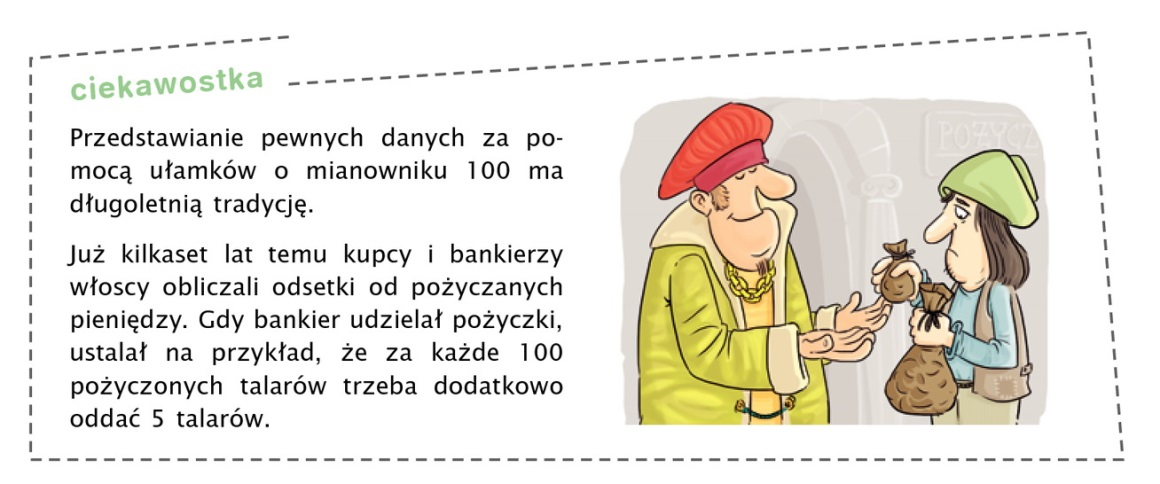 ciekawostka
Przedstawianie pewnych danych za po-
mocą ułamków o mianowniku 100 ma
długoletnią tradycję.
Już kilkaset lat temu kupcy i bankierzy
włoscy obliczali odsetki od pożyczanych
pieniędzy. Gdy bankier udzielał pożyczki,
ustalał na przykład, że za każde 100
pożyczonych talarów trzeba dodatkowo
oddać 5 talarów.
POŻYCZ